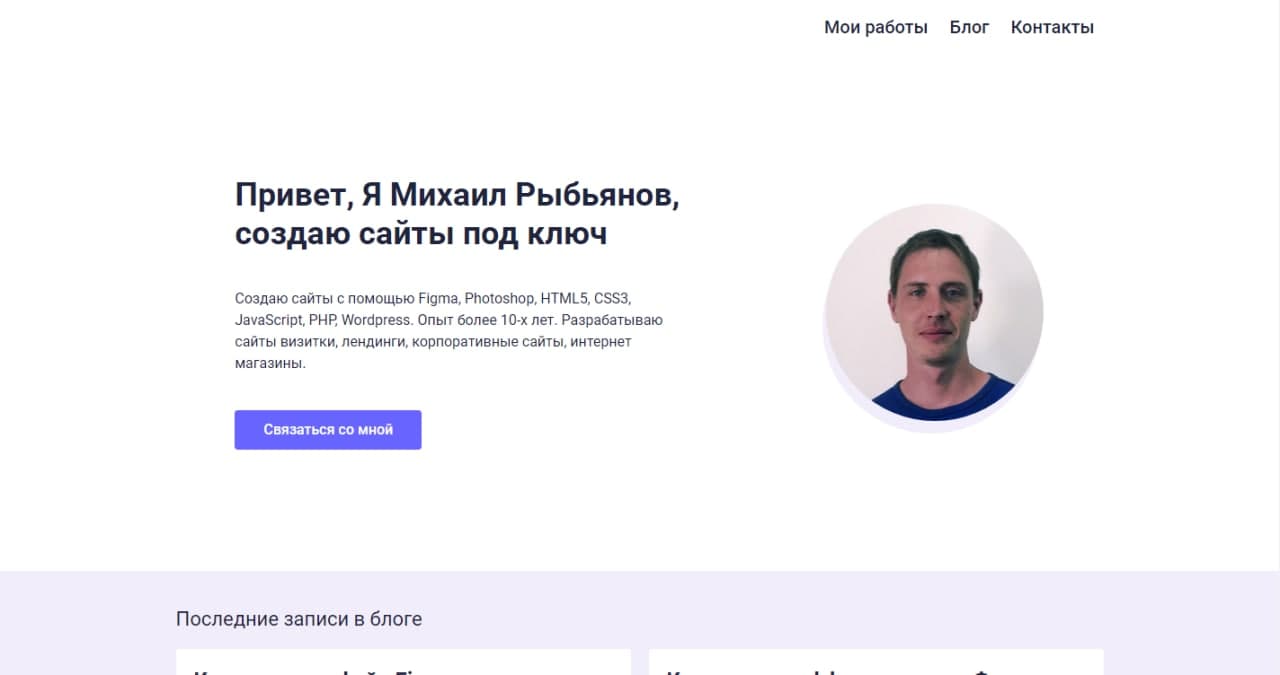 Мои работы Блог Контакты
Привет, Я Михаил Рыбьянов,
создаю сайты под ключ
Создаю сайты с помощью Figma, Photoshop, HTML5, CSS3,
JavaScript, PHP, Wordpress. Опыт более 10-х лет. Разрабатываю
сайты визитки, лендинги, корпоративные сайты, интернет
магазины.
Связаться со мной
Последние записи в блоге